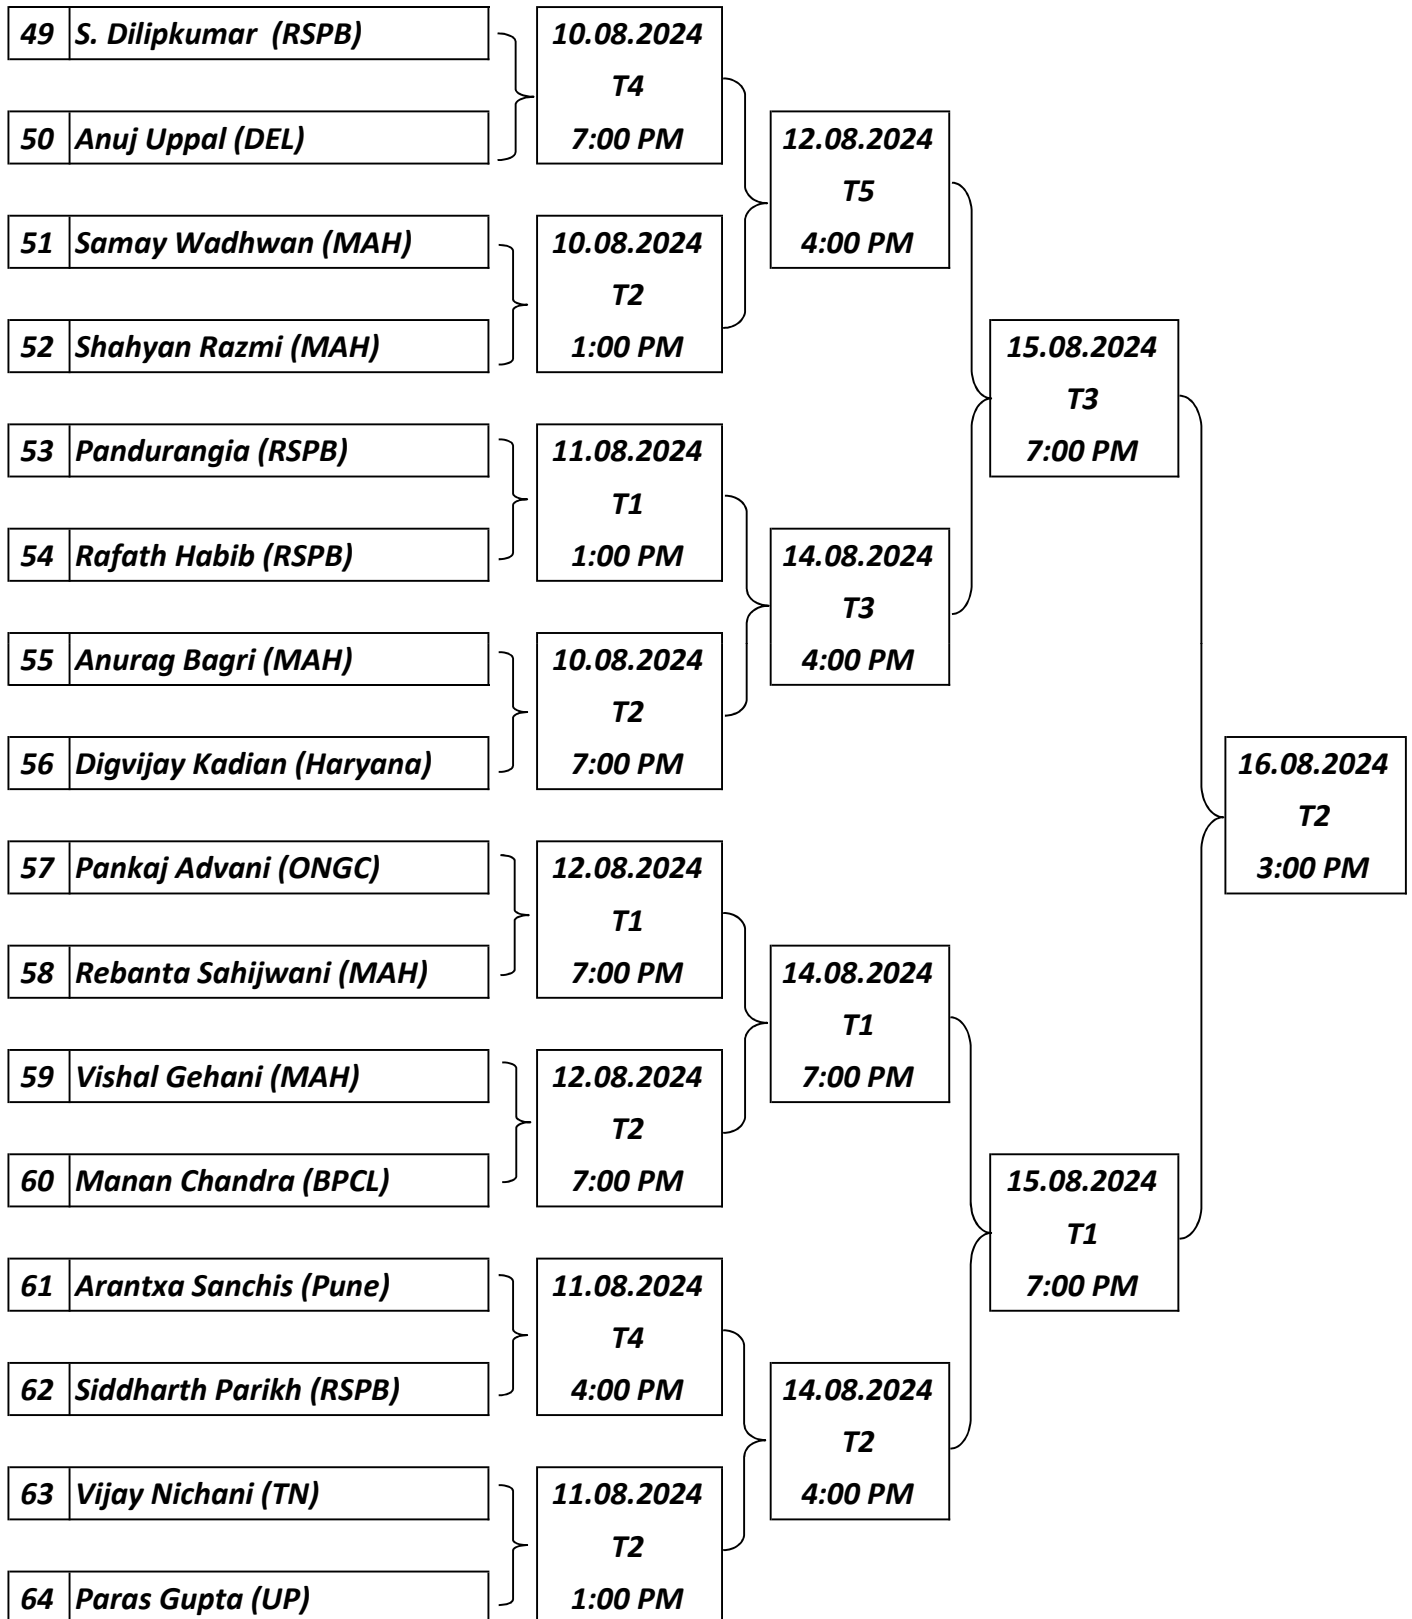 49 S. Dilipkumar (RSPB) 10.08.2024
T4
50 Anuj Uppal (DEL) 7:00 PM 12.08.2024
T5
51 Samay Wadhwan (MAH) 10.08.2024 4:00 PM
T2
52 Shahyan Razmi (MAH) 1:00 PM 15.08.2024
T3
53 Pandurangia (RSPB) 11.08.2024 7:00 PM
T1
54 Rafath Habib (RSPB) 1:00 PM 14.08.2024
T3
55 Anurag Bagri (MAH) 10.08.2024 4:00 PM
T2
56 Digvijay Kadian (Haryana) 7:00 PM 16.08.2024
T2
57 Pankaj Advani (ONGC) 12.08.2024 3:00 PM
T1
58 Rebanta Sahijwani (MAH) 7:00 PM 14.08.2024
T1
59 Vishal Gehani (MAH) 12.08.2024 7:00 PM
T2
60 Manan Chandra (BPCL) 7:00 PM 15.08.2024
T1
61 Arantxa Sanchis (Pune) 11.08.2024 7:00 PM
T4
62 Siddharth Parikh (RSPB) 4:00 PM 14.08.2024
T2
63 Vijay Nichani (TN) 11.08.2024 4:00 PM
T2
64 Paras Gupta (UP) 1:00 PM